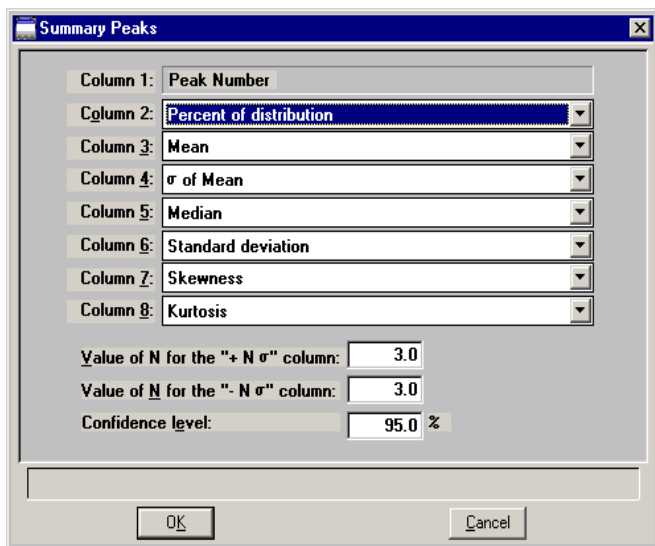 Summary Peaks
Column 1: Peak Number
Column 2: Percent of distribution
Column 3: Mean
Column 4: σ of Mean
Column 5: Median
Column 6: Standard deviation
Column 7: Skewness
Column 8: Kurtosis
Value of N for the "+ N σ" column: 3.0
Value of N for the "- N σ" column: 3.0
Confidence level: 95.0 %
OK Cancel